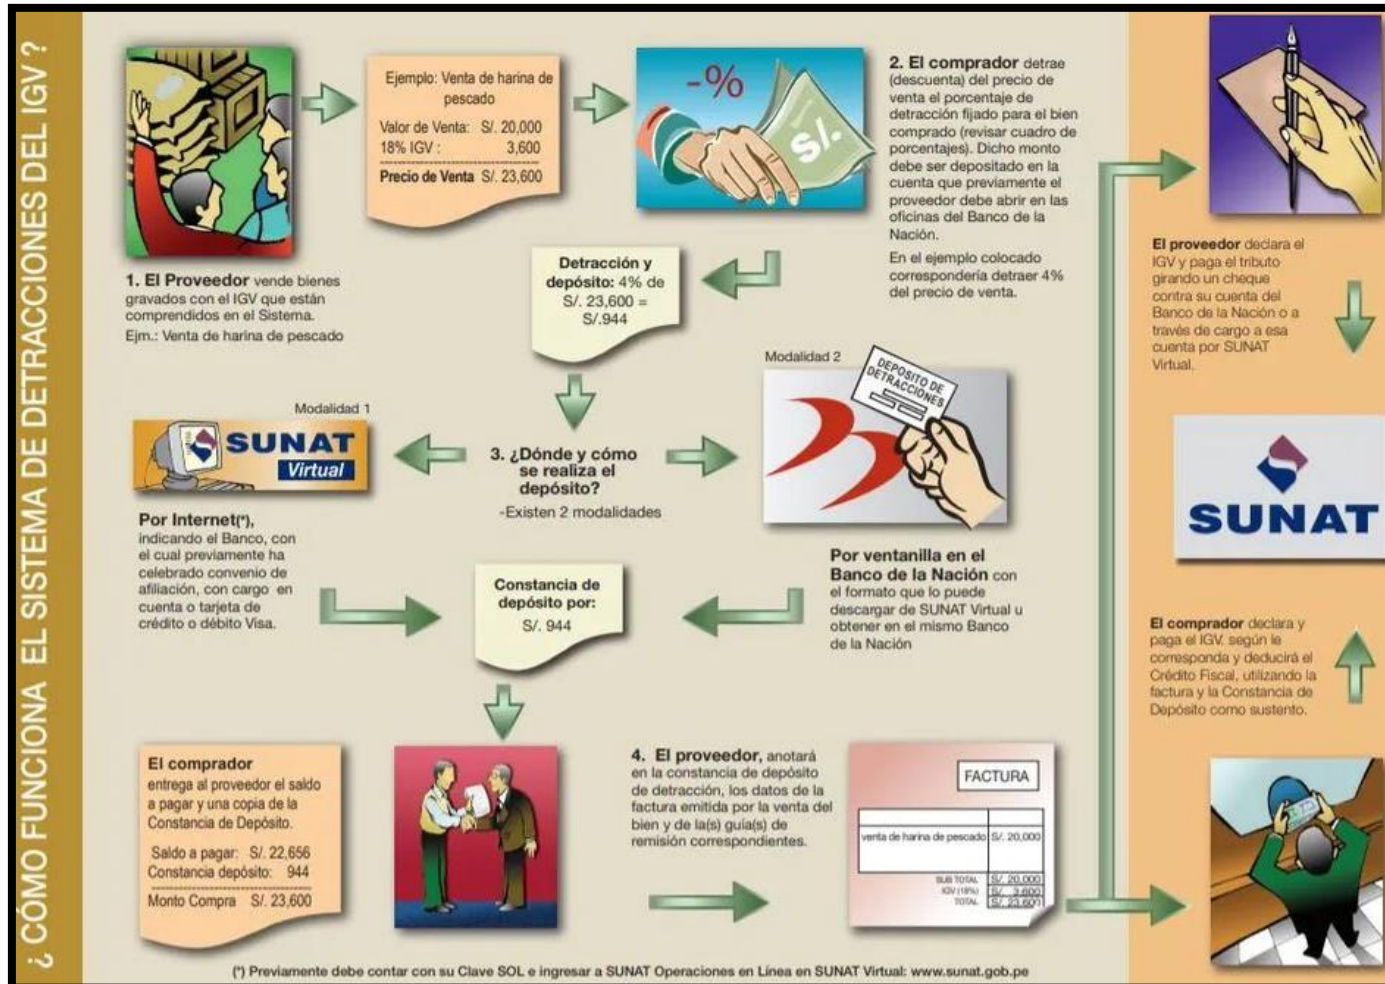 ¿ CÓMO FUNCIONA EL SISTEMA DE DETRACCIONES DEL IGV ?
1. El Proveedor vende bienes
gravados con el IGV que están
comprendidos en el Sistema.
Ejm.: Venta de harina de pescado
Ejemplo: Venta de harina de
pescado
Valor de Venta: S/. 20,000
18% IGV : 3,600
Precio de Venta S/. 23,600
-%
S/.
2. El comprador detrae
(descuenta) del precio de
venta el porcentaje de
detracción fijado para el bien
comprado (revisar cuadro de
porcentajes). Dicho monto
debe ser depositado en la
cuenta que previamente el
proveedor debe abrir en las
oficinas del Banco de la
Nación.
En el ejemplo colocado
correspondería detraer 4%
del precio de venta.
Detracción y
depósito: 4% de
S/. 23,600 =
S/.944
3. ¿Dónde y cómo
se realiza el
depósito?
-Existen 2 modalidades
Modalidad 1
SUNAT
Virtual
Por Internet(*),
indicando el Banco, con
el cual previamente ha
celebrado convenio de
afiliación, con cargo en
cuenta o tarjeta de
crédito o débito Visa.
Modalidad 2
DEPOSITO DE
DETRACCIONES
Por ventanilla en el
Banco de la Nación con
el formato que lo puede
descargar de SUNAT Virtual u
obtener en el mismo Banco
de la Nación
Constancia de
depósito por:
S/. 944
El comprador
entrega al proveedor el saldo
a pagar y una copia de la
Constancia de Depósito.
Saldo a pagar: S/. 22,656
Constancia depósito: 944
Monto Compra S/. 23,600
4. El proveedor, anotará
en la constancia de depósito
de detracción, los datos de la
factura emitida por la venta del
bien y de la(s) guía(s) de
remisión correspondientes.
FACTURA
venta de harina de pescado S/. 20,000
SUB TOTAL S/. 20,000
IGV (18%) S/. 3,600
TOTAL S/. 23,600
El proveedor declara el
IGV y paga el tributo
girando un cheque
contra su cuenta del
Banco de la Nación o a
través de cargo a esa
cuenta por SUNAT
Virtual.
SUNAT
El comprador declara y
paga el IGV. según le
corresponda y deducirá el
Crédito Fiscal, utilizando la
factura y la Constancia de
Depósito como sustento.
(*) Previamente debe contar con su Clave SOL e ingresar a SUNAT Operaciones en Línea en SUNAT Virtual: www.sunat.gob.pe